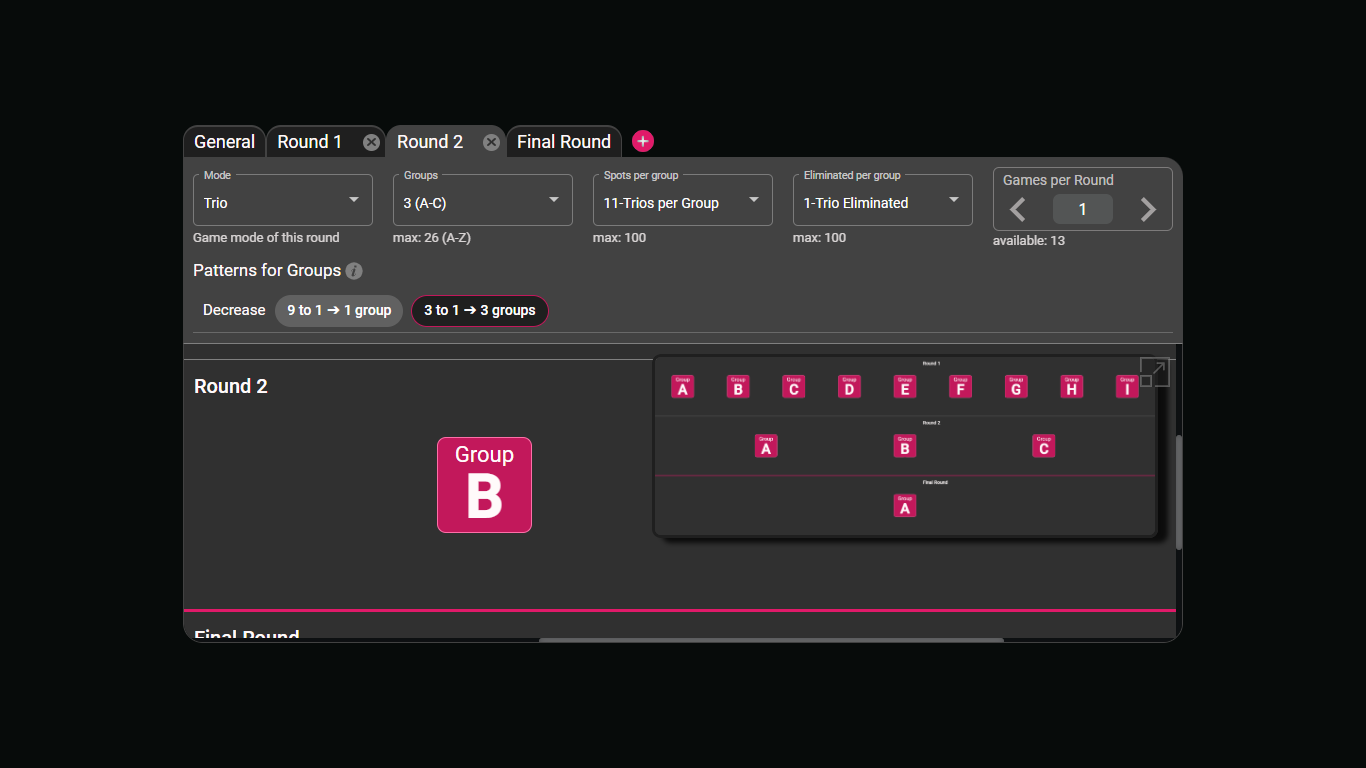 General
Round 1
Round 2
Final Round
Mode
Trio
Game mode of this round
Groups
3 (A-C)
max: 26 (A-Z)
Spots per group
11-Trios per Group
max: 100
Eliminated per group
1-Trio Eliminated
max: 100
Games per Round
1
available: 13
Patterns for Groups
Decrease
9 to 1 → 1 group
3 to 1 → 3 groups
Round 2
Group
B
Round 1
Group A
Group B
Group C
Group D
Group E
Group F
Group G
Group H
Group I
Round 2
Group A
Group B
Group C
Final Round
Group A
Final Round